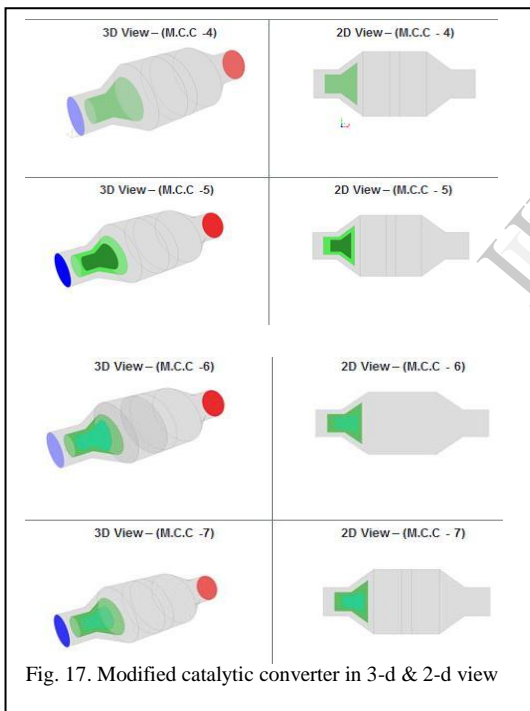 3D View – (M.C.C -4) 2D View – (M.C.C - 4)
3D View – (M.C.C -5) 2D View – (M.C.C - 5)
3D View – (M.C.C -6) 2D View – (M.C.C - 6)
3D View – (M.C.C -7) 2D View – (M.C.C - 7)
Fig. 17. Modified catalytic converter in 3-d & 2-d view